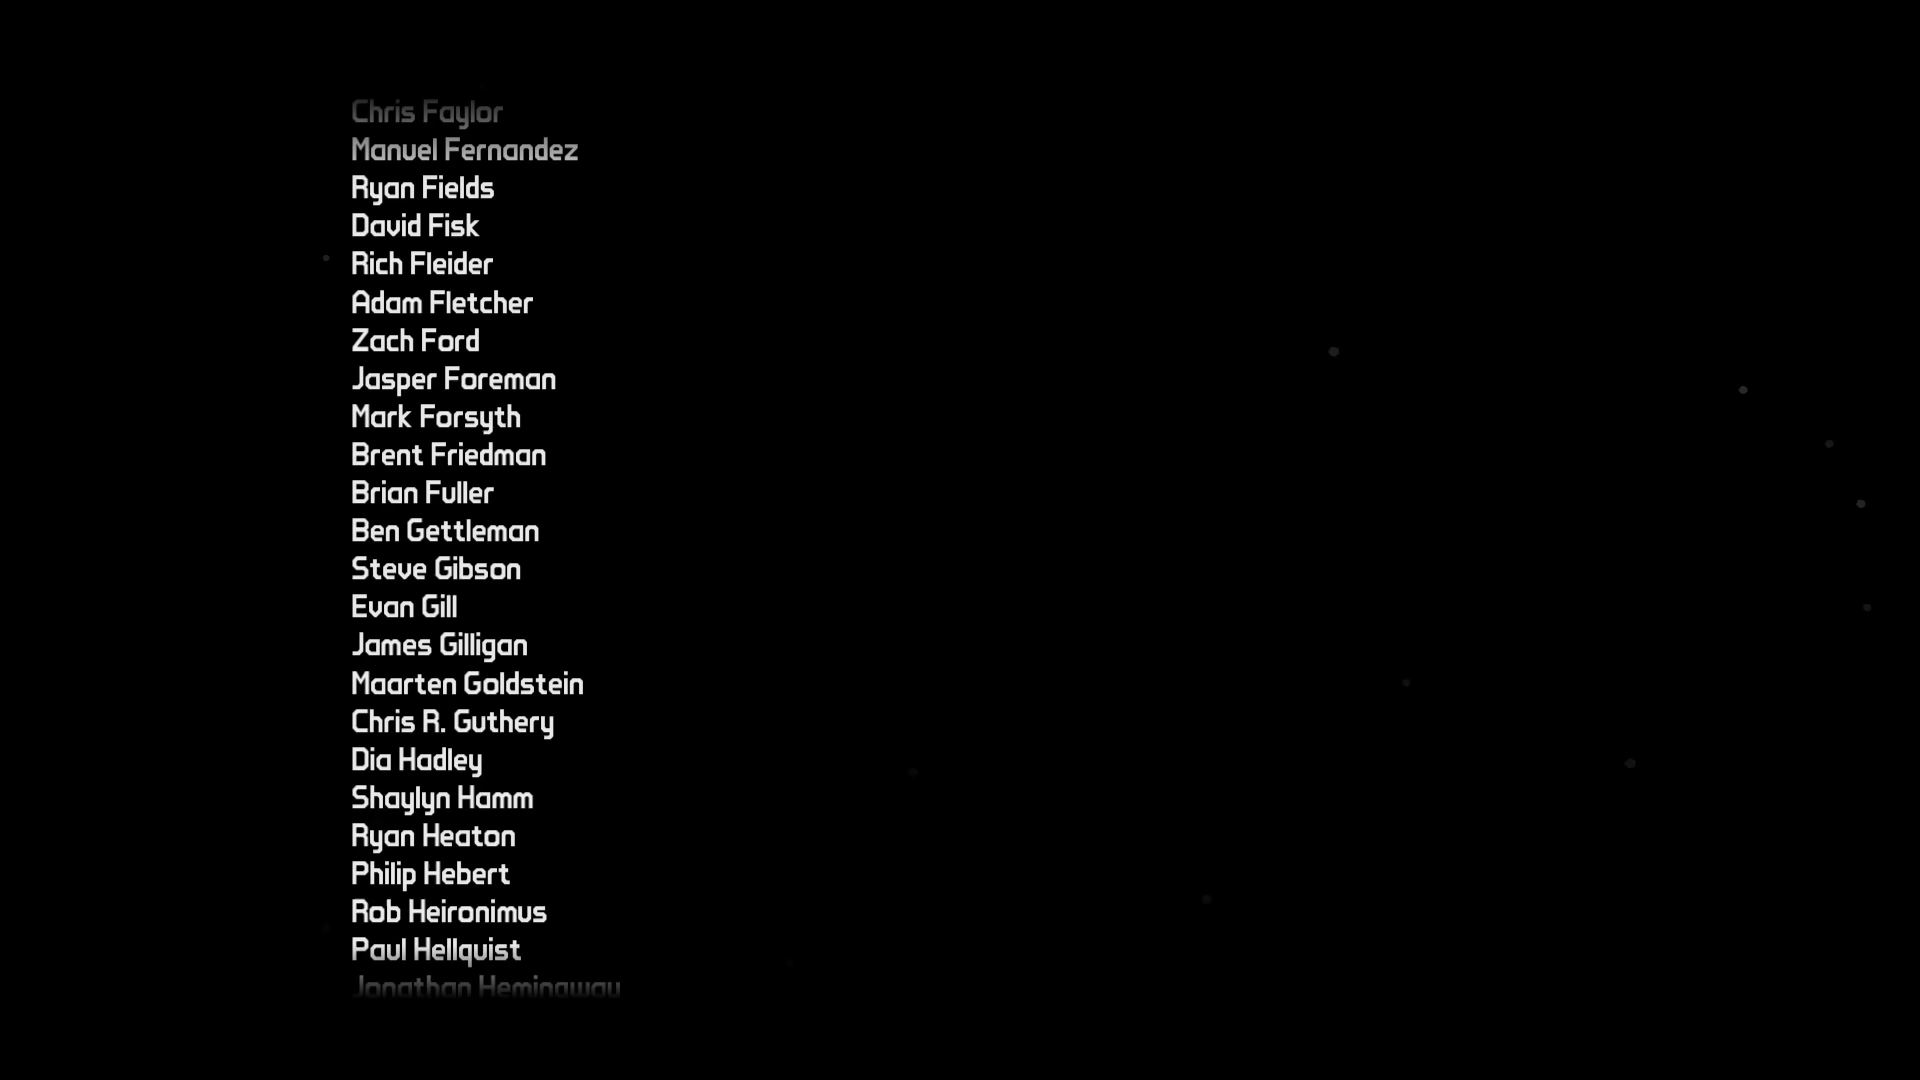 Chris Faylor
Manuel Fernandez
Ryan Fields
David Fisk
Rich Fleider
Adam Fletcher
Zach Ford
Jasper Foreman
Mark Forsyth
Brent Friedman
Brian Fuller
Ben Gettleman
Steve Gibson
Evan Gill
James Gilligan
Maarten Goldstein
Chris R. Guthery
Dia Hadley
Shaylyn Hamm
Ryan Heaton
Philip Hebert
Rob Heironimus
Paul Hellquist
Jonathan Hemingway